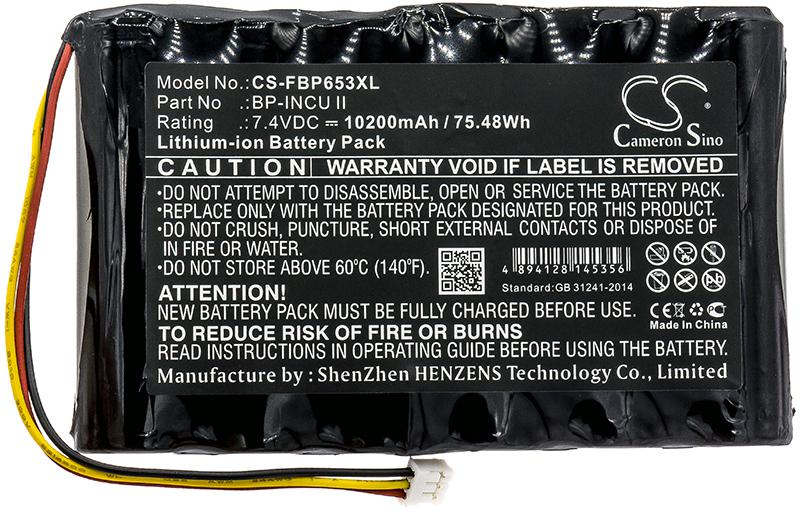 Model No.:CS-FBP653XL
Part No :BP-INCU II
Rating :7.4VDC ⎓ 10200mAh / 75.48Wh
Lithium-ion Battery Pack
CS
Cameron Sino
CAUTION WARRANTY VOID IF LABEL IS REMOVED
•DO NOT ATTEMPT TO DISASSEMBLE, OPEN OR SERVICE THE BATTERY PACK.
•REPLACE ONLY WITH THE BATTERY PACK DESIGNATED FOR THIS PRODUCT.
•DO NOT CRUSH, PUNCTURE, SHORT EXTERNAL CONTACTS OR DISPOSE OF
IN FIRE OR WATER.
•DO NOT STORE ABOVE 60°C (140°F).
4 894128 145356
Standard:GB 31241-2014
ATTENTION!
NEW BATTERY PACK MUST BE FULLY CHARGED BEFORE USING
CE
Made In China
TO REDUCE RISK OF FIRE OR BURNS
READ INSTRUCTIONS IN OPERATING GUIDE BEFORE BATTERY USE
Manufacture by : ShenZhen HENZENS Technology Co., Limited